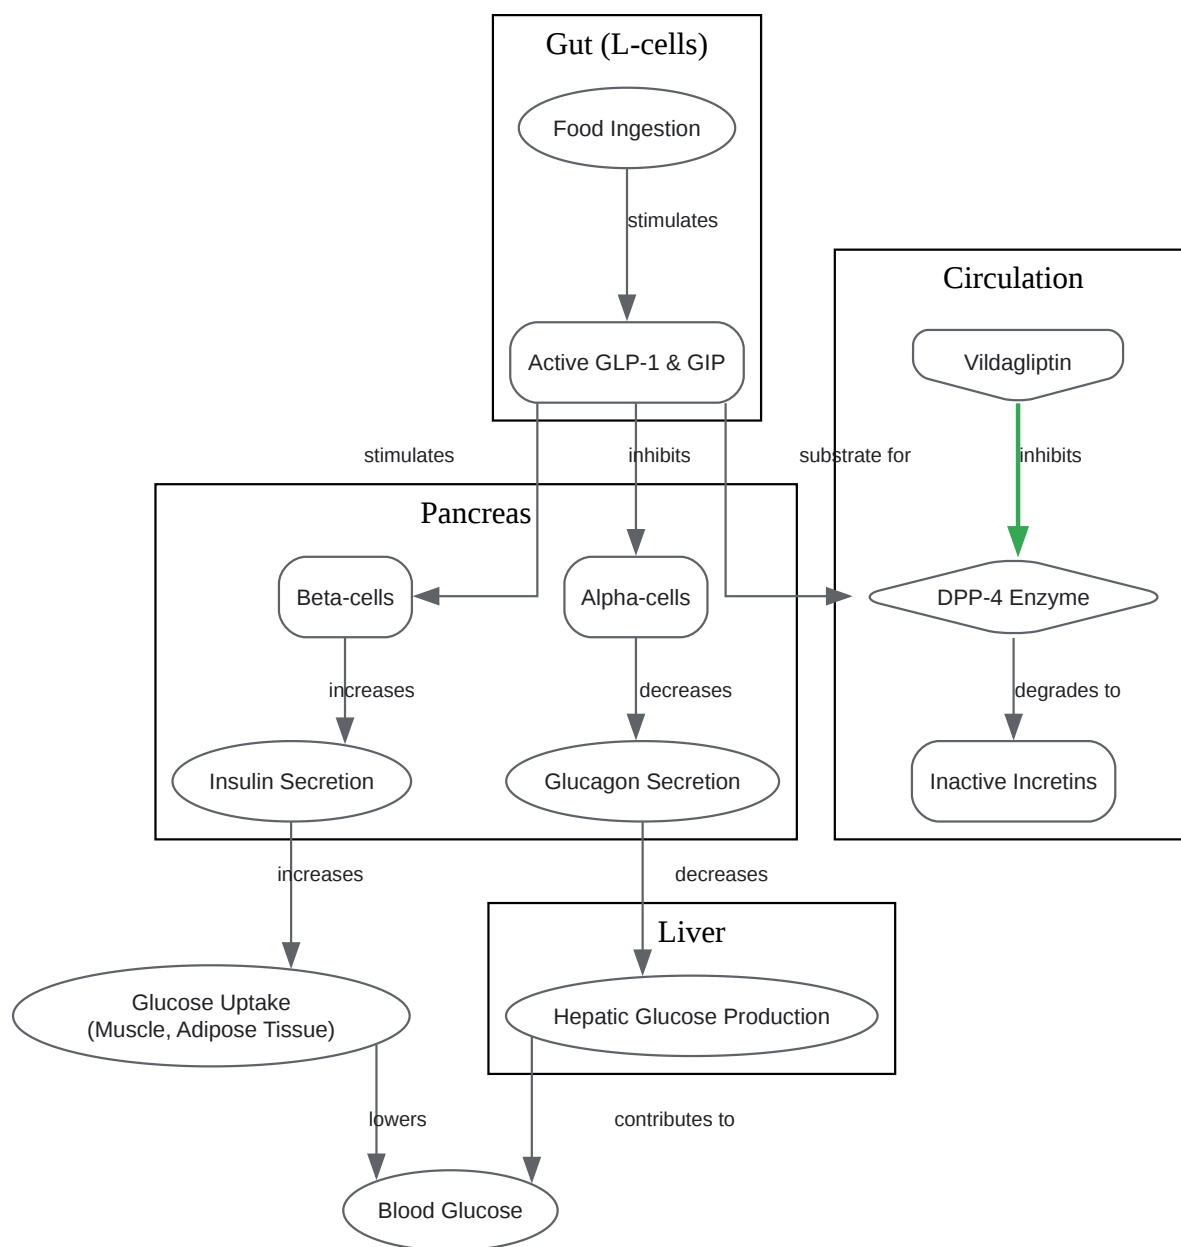 Gut (L-cells)
Food Ingestion
stimulates
Circulation
Active GLP-1 & GIP
Vildagliptin
stimulates
inhibits
substrate for
inhibits
Pancreas
Beta-cells
Alpha-cells
DPP-4 Enzyme
increases
decreases
degrades to
Insulin Secretion
Glucagon Secretion
Inactive Incretins
increases
decreases
Liver
Glucose Uptake
(Muscle, Adipose Tissue)
Hepatic Glucose Production
lowers
contributes to
Blood Glucose